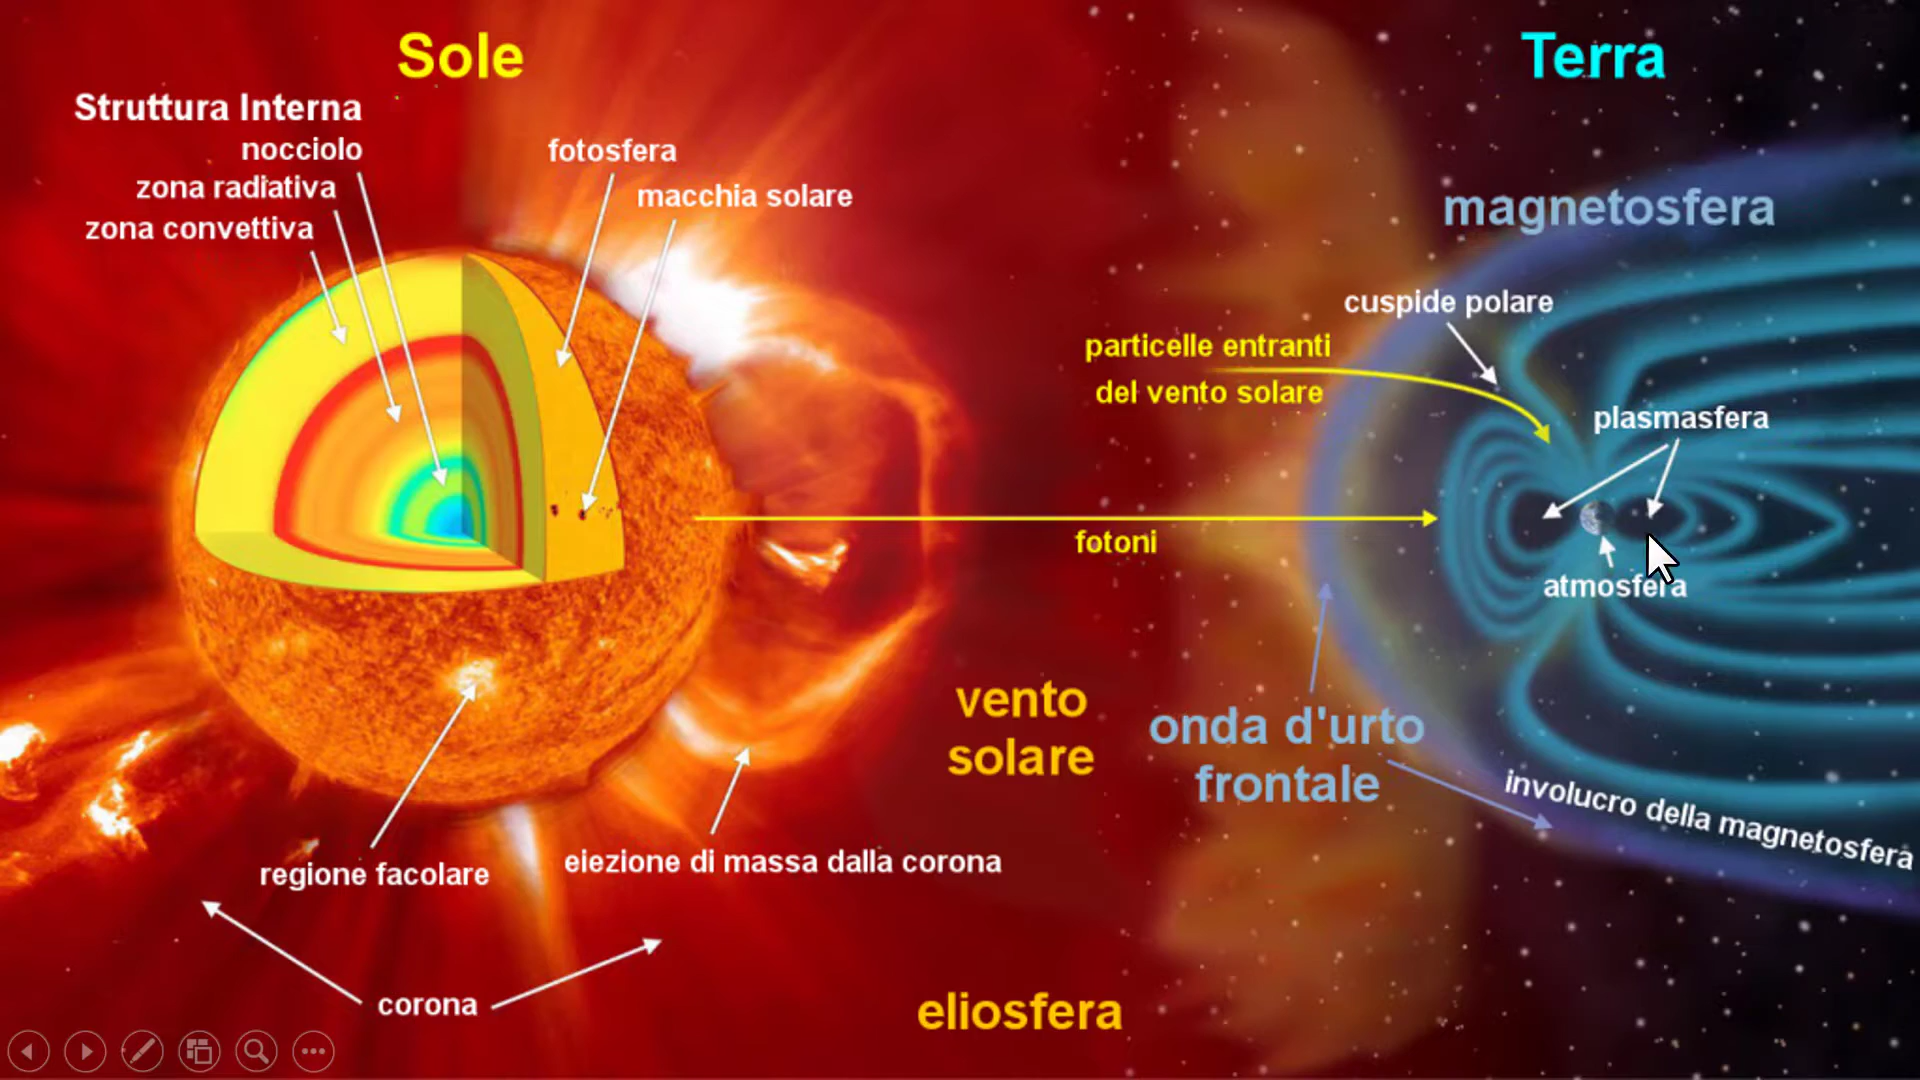 Sole
Terra
Struttura Interna
nocciolo
zona radiativa
zona convettiva
fotosfera
macchia solare
magnetosfera
cuspide polare
particelle entranti
del vento solare
plasmasfera
fotoni
atmosfera
vento
solare
onda d'urto
frontale
involucro della magnetosfera
regione facolare
eiezione di massa dalla corona
corona
eliosfera